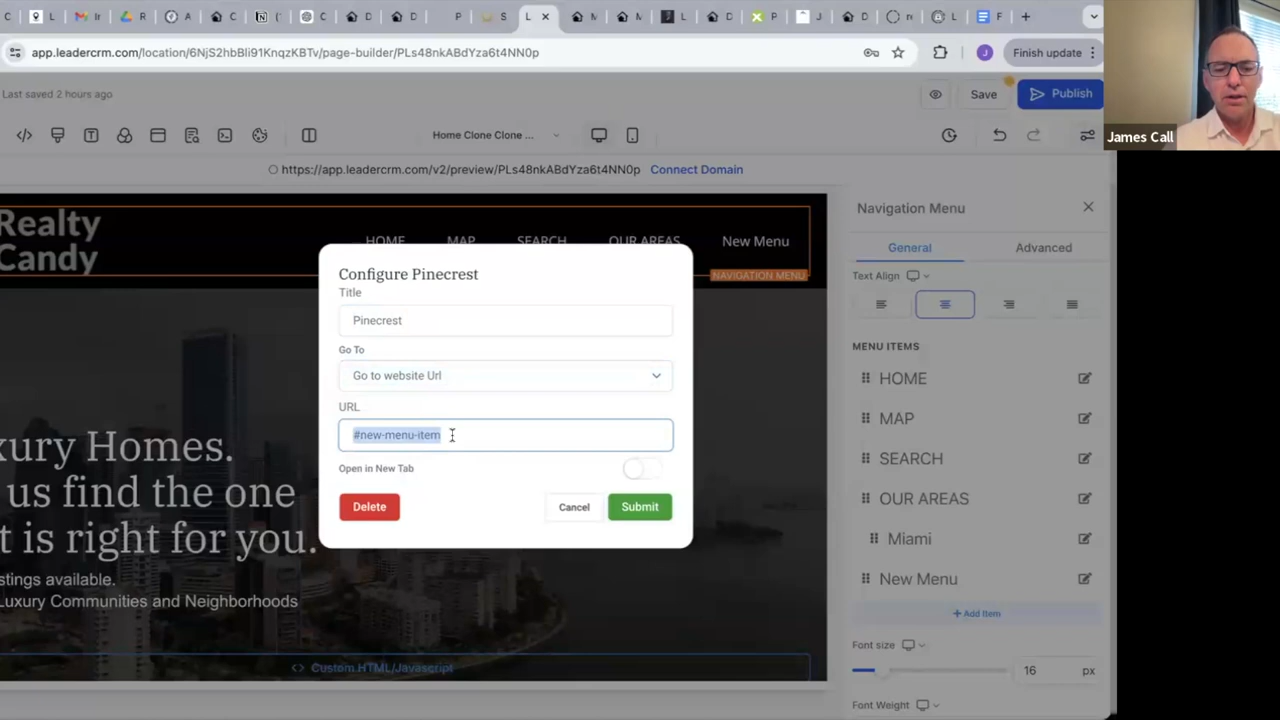 app.leadercrm.com/location/6NjS2hbBli91KnqzKBTv/page-builder/PLs48nkABdYza6t4NN0p
Finish update
James Call
Last saved 2 hours ago
Save
Publish
Home Clone Clone ...
https://app.leadercrm.com/v2/preview/PLs48nkABdYza6t4NN0p Connect Domain
Realty
Candy
HOME MAP SEARCH OUR AREAS New Menu
NAVIGATION MENU
Configure Pinecrest
Title
Pinecrest
Go To
Go to website Url
URL
#new-menu-item
Open in New Tab
Delete
Cancel
Submit
xury Homes.
us find the one
t is right for you.
stings available.
Luxury Communities and Neighborhoods
Custom HTML/Javascript
Navigation Menu
General
Advanced
Text Align
MENU ITEMS
HOME
MAP
SEARCH
OUR AREAS
Miami
New Menu
+ Add Item
Font size
16 px
Font Weight